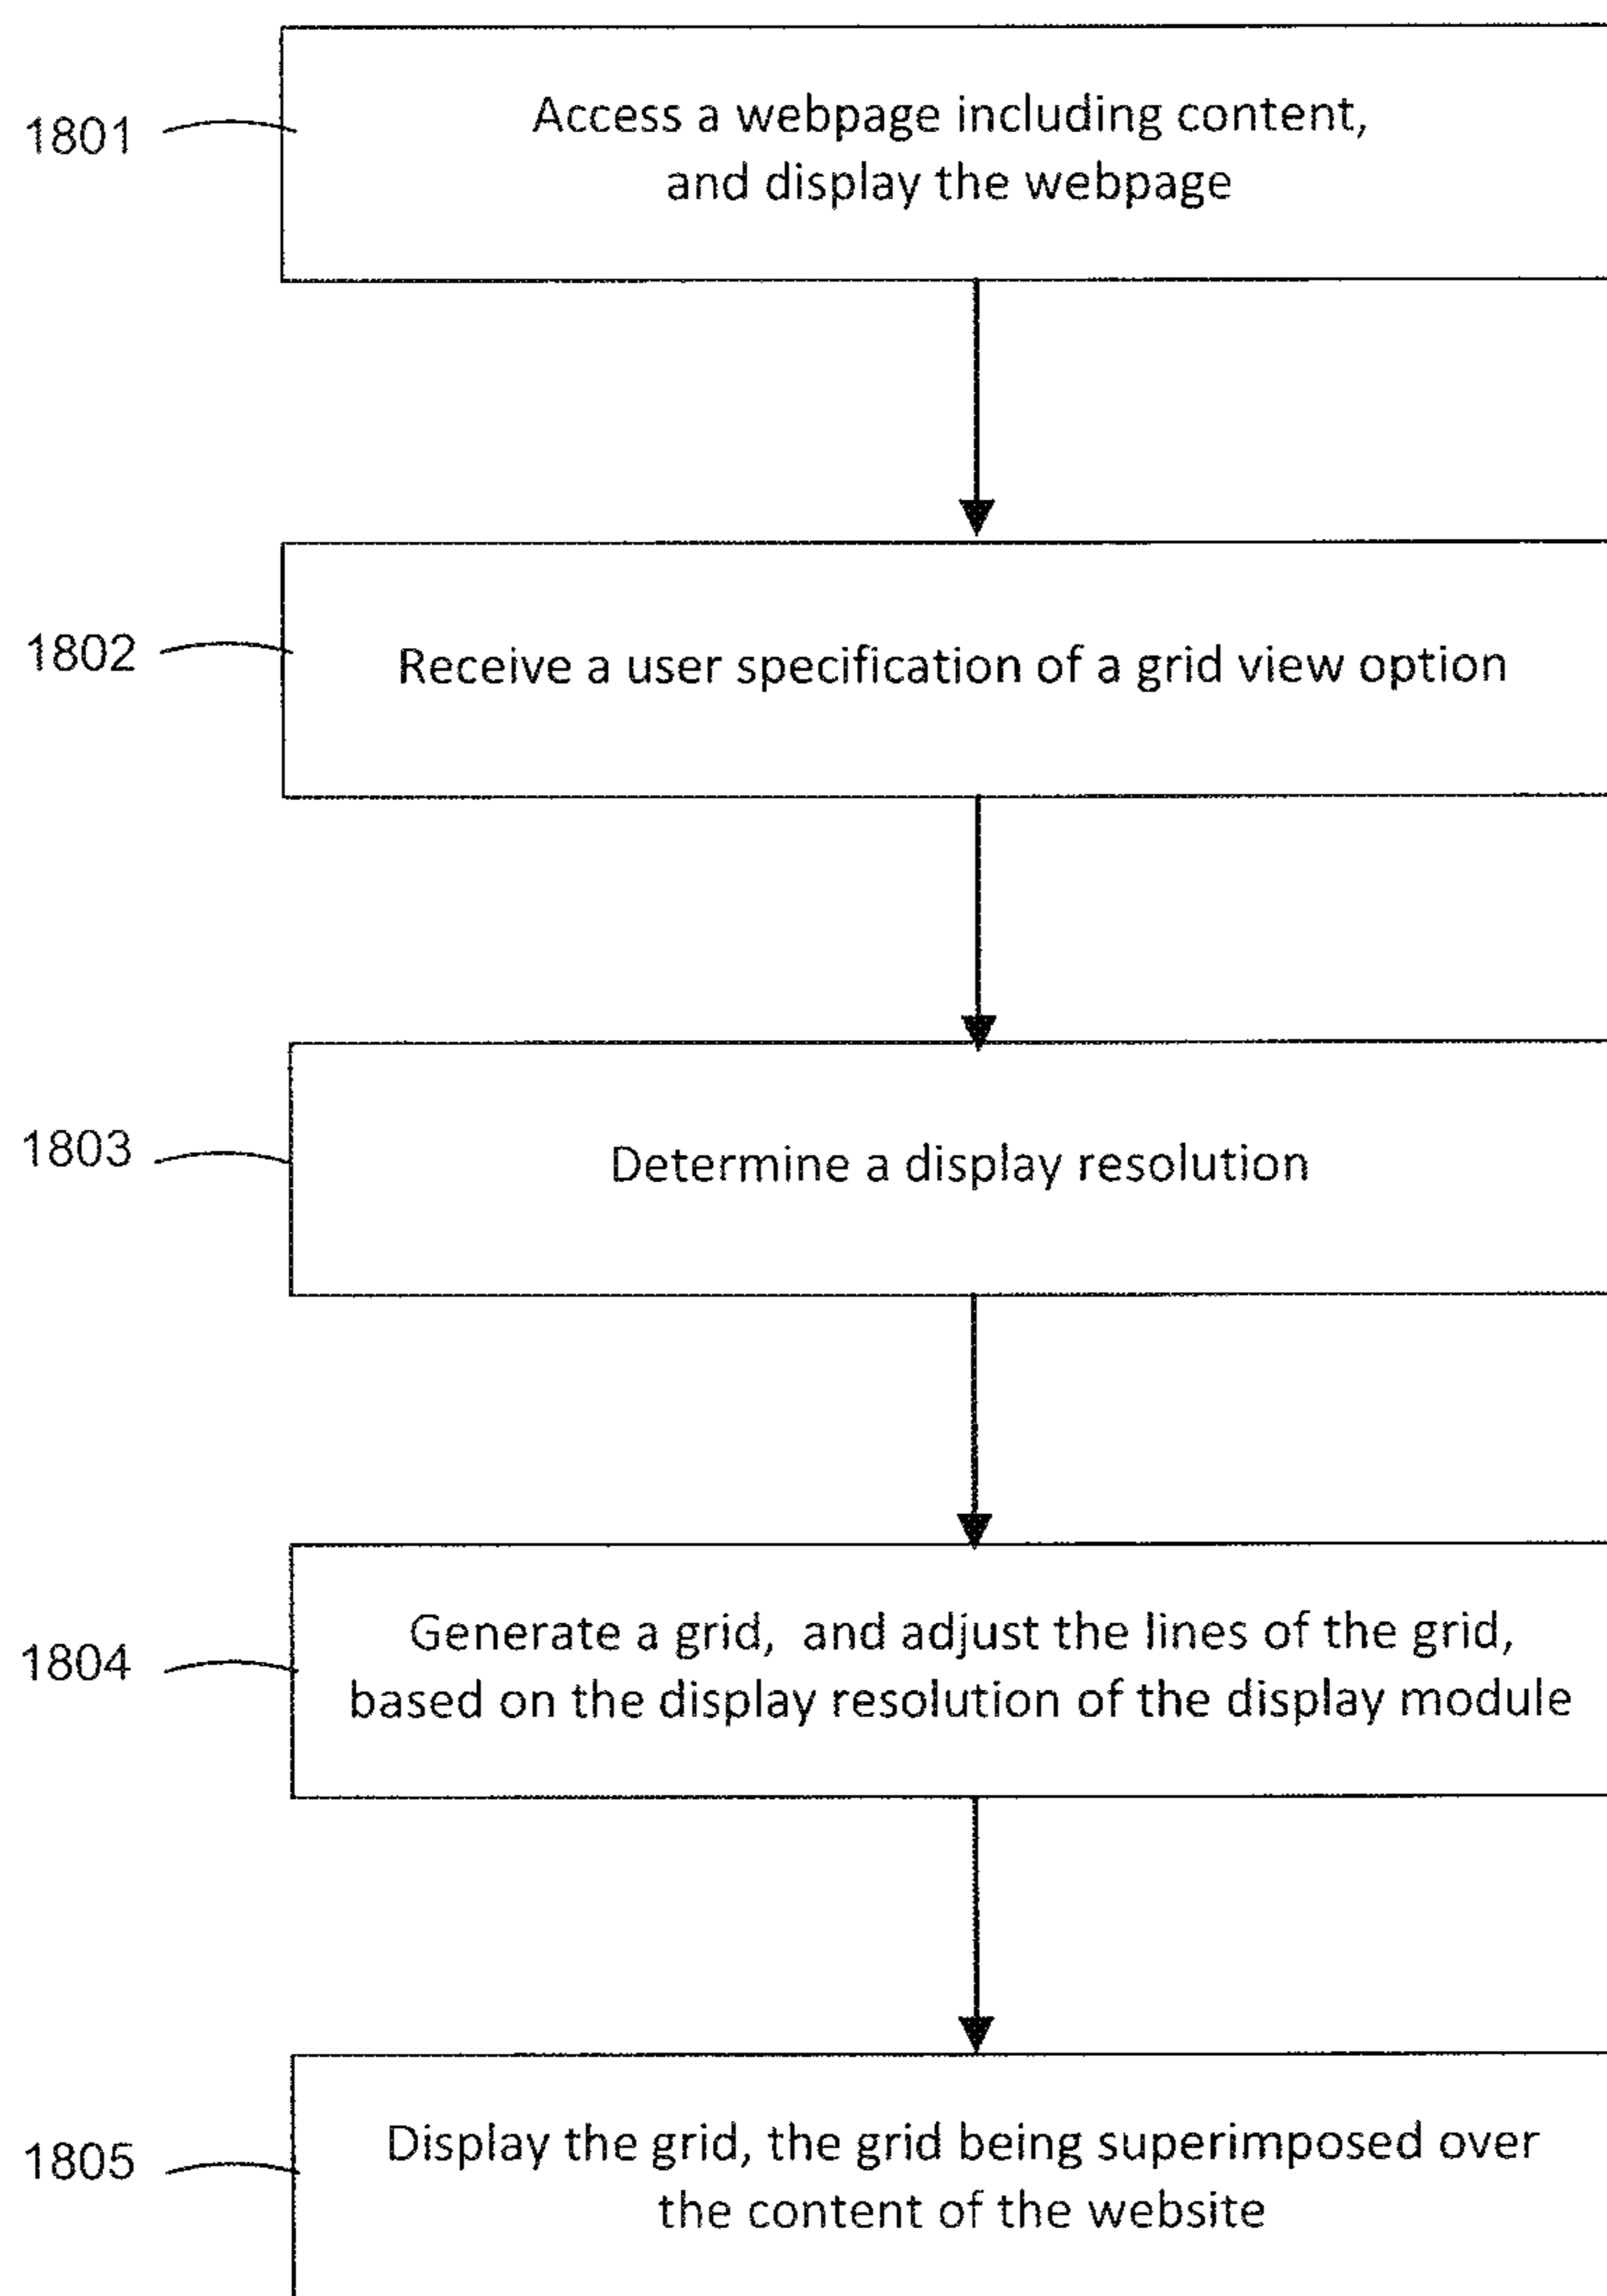 1801
Access a webpage including content,
and display the webpage
1802
Receive a user specification of a grid view option
1803
Determine a display resolution
1804
Generate a grid, and adjust the lines of the grid,
based on the display resolution of the display module
1805
Display the grid, the grid being superimposed over
the content of the website